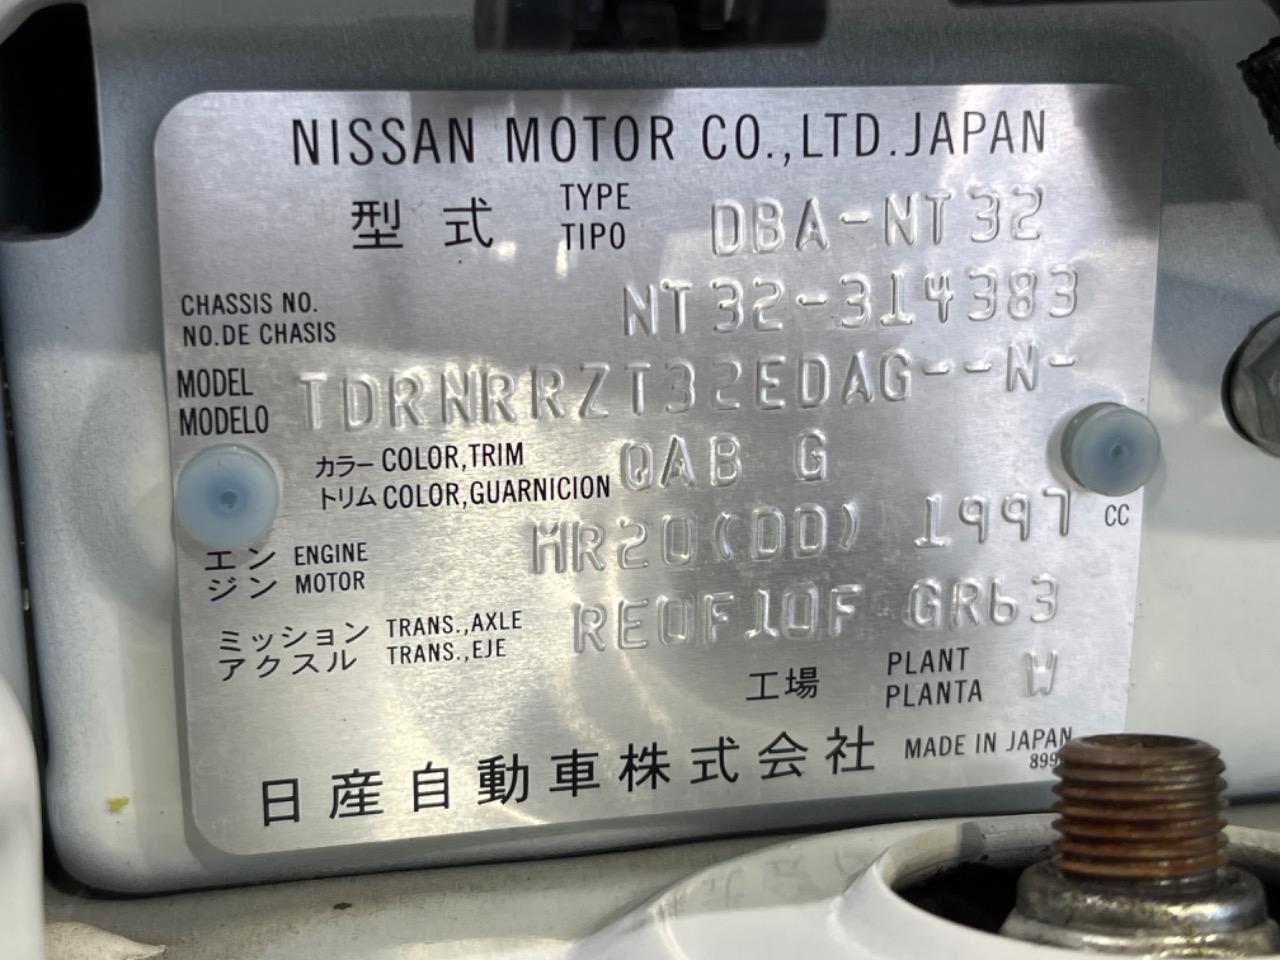 NISSAN MOTOR CO.,LTD.JAPAN
型式 TYPE TIPO DBA-NT32
CHASSIS NO. NO.DE CHASIS NT32-314383
MODEL MODELO TDRNRRZT32EDAG--N-
カラー COLOR,TRIM QAB G
トリム COLOR,GUARNICION
エンジン ENGINE MOTOR MR20(DD) 1997 CC
ミッション TRANS.,AXLE RE0F10F GR63
アクスル TRANS.,EJE
工場 PLANT PLANTA W
日産自動車株式会社 MADE IN JAPAN